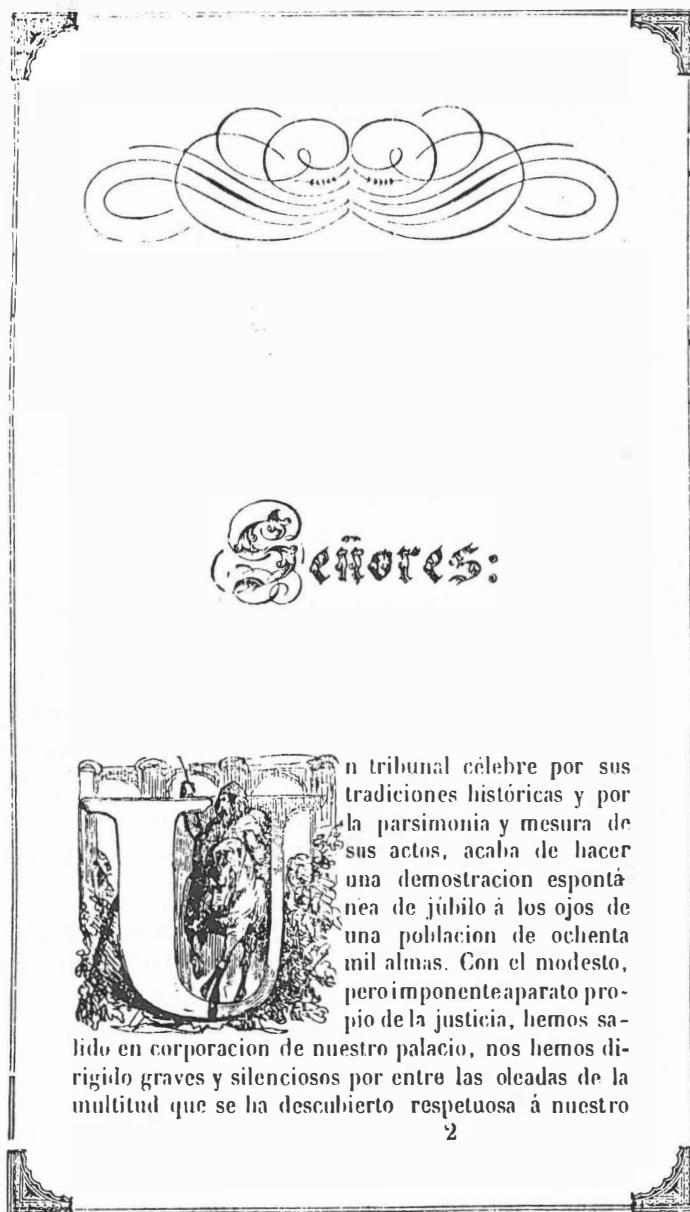 Señores:
Un tribunal célebre por sus
tradiciones históricas y por
la parsimonia y mesura de
sus actos, acaba de hacer
una demostracion espontá
nea de júbilo á los ojos de
una poblacion de ochenta
mil almas. Con el modesto,
pero imponente aparato pro-
pio de la justicia, hemos sa-
lido en corporacion de nuestro palacio, nos hemos di-
rigido graves y silenciosos por entre las oleadas de la
multitud que se ha descubierto respetuosa á nuestro
2